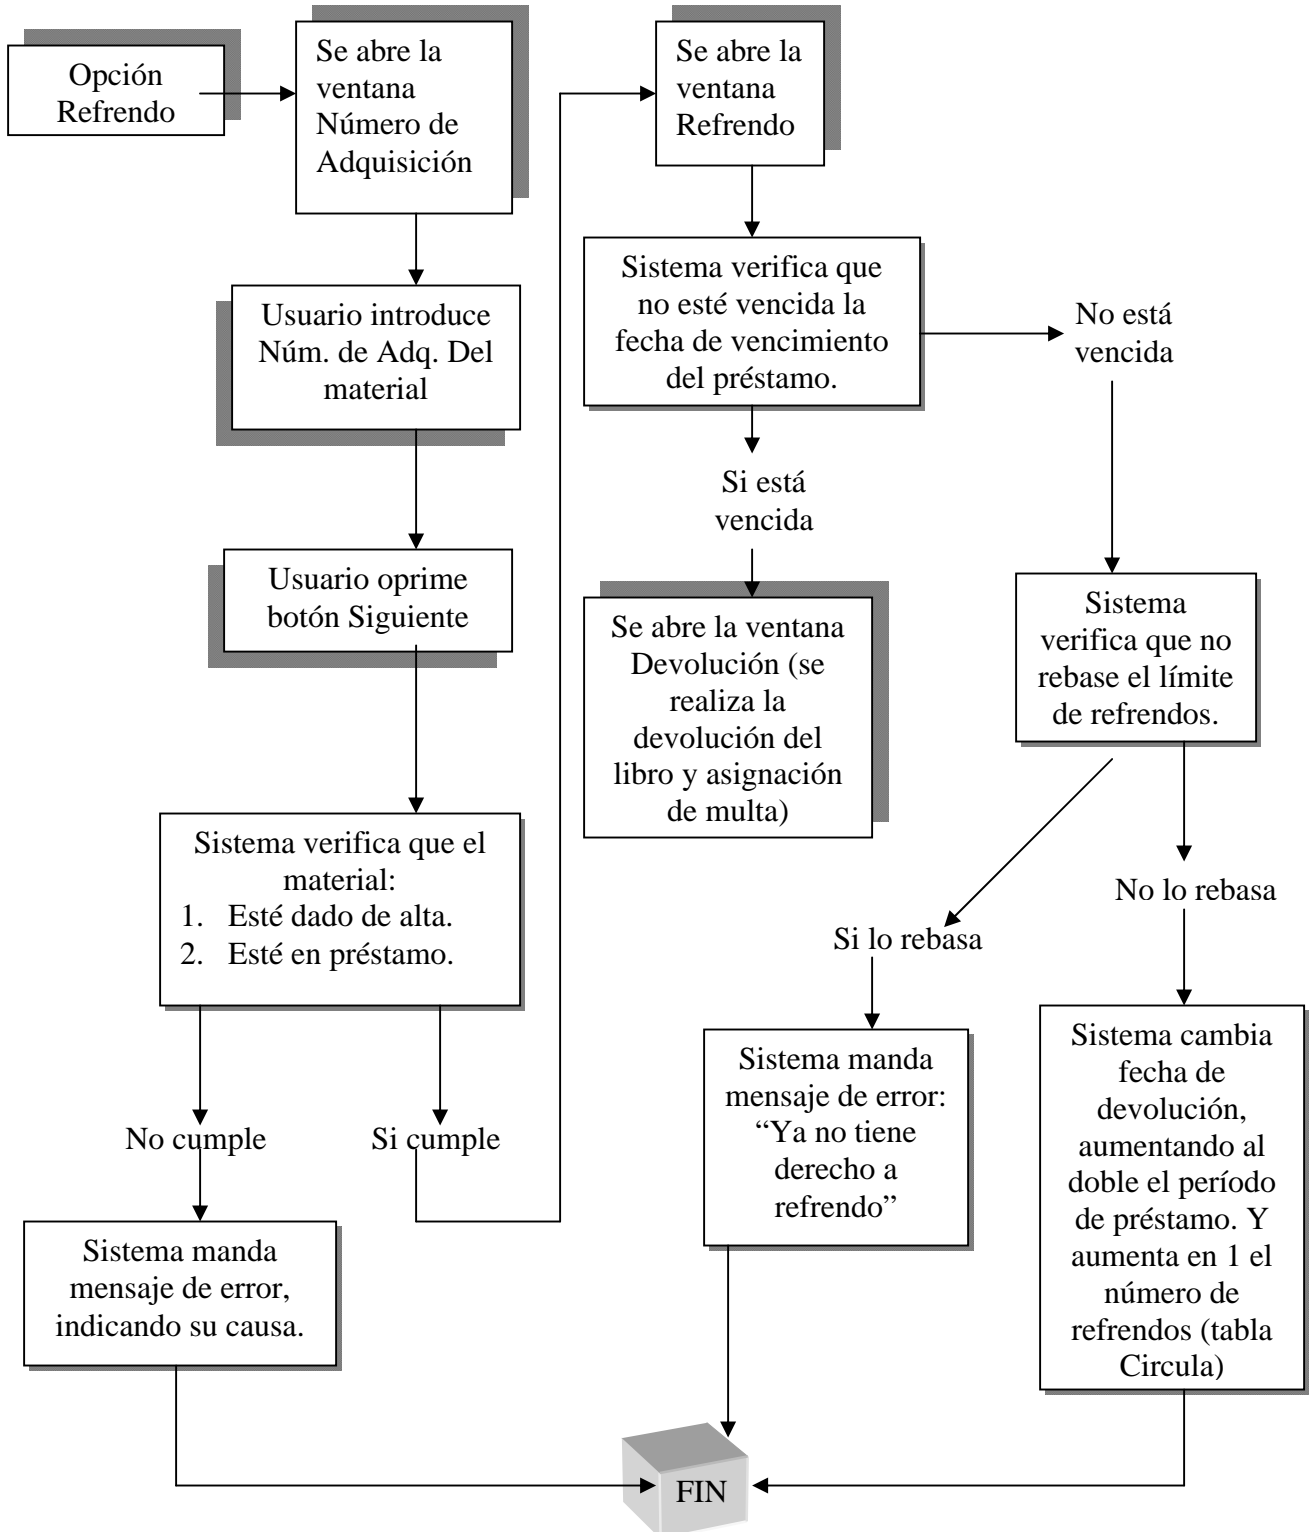 Opción
Refrendo
Se abre la
ventana
Número de
Adquisición
Usuario introduce
Núm. de Adq. Del
material
Usuario oprime
botón Siguiente
Sistema verifica que el
material:
1. Esté dado de alta.
2. Esté en préstamo.
No cumple
Si cumple
Sistema manda
mensaje de error,
indicando su causa.
Se abre la
ventana
Refrendo
Sistema verifica que
no esté vencida la
fecha de vencimiento
del préstamo.
Si está
vencida
Se abre la ventana
Devolución (se
realiza la
devolución del
libro y asignación
de multa)
No está
vencida
Sistema
verifica que no
rebase el límite
de refrendos.
Si lo rebasa
Sistema manda
mensaje de error:
“Ya no tiene
derecho a
refrendo”
No lo rebasa
Sistema cambia
fecha de
devolución,
aumentando al
doble el período
de préstamo. Y
aumenta en 1 el
número de
refrendos (tabla
Circula)
FIN